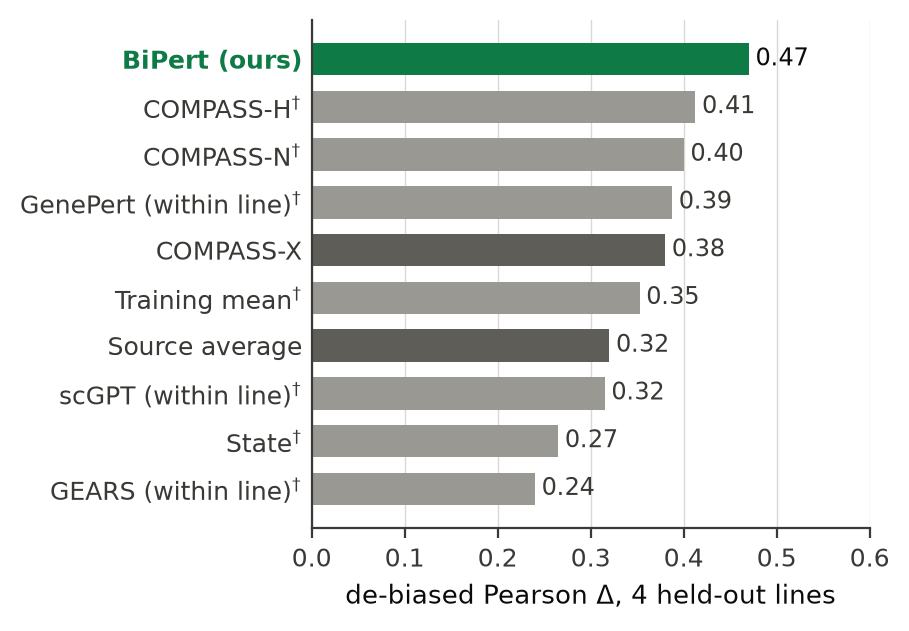 BiPert (ours) 0.47
COMPASS-H† 0.41
COMPASS-N† 0.40
GenePert (within line)† 0.39
COMPASS-X 0.38
Training mean† 0.35
Source average 0.32
scGPT (within line)† 0.32
State† 0.27
GEARS (within line)† 0.24
0.0 0.1 0.2 0.3 0.4 0.5 0.6
de-biased Pearson Δ, 4 held-out lines